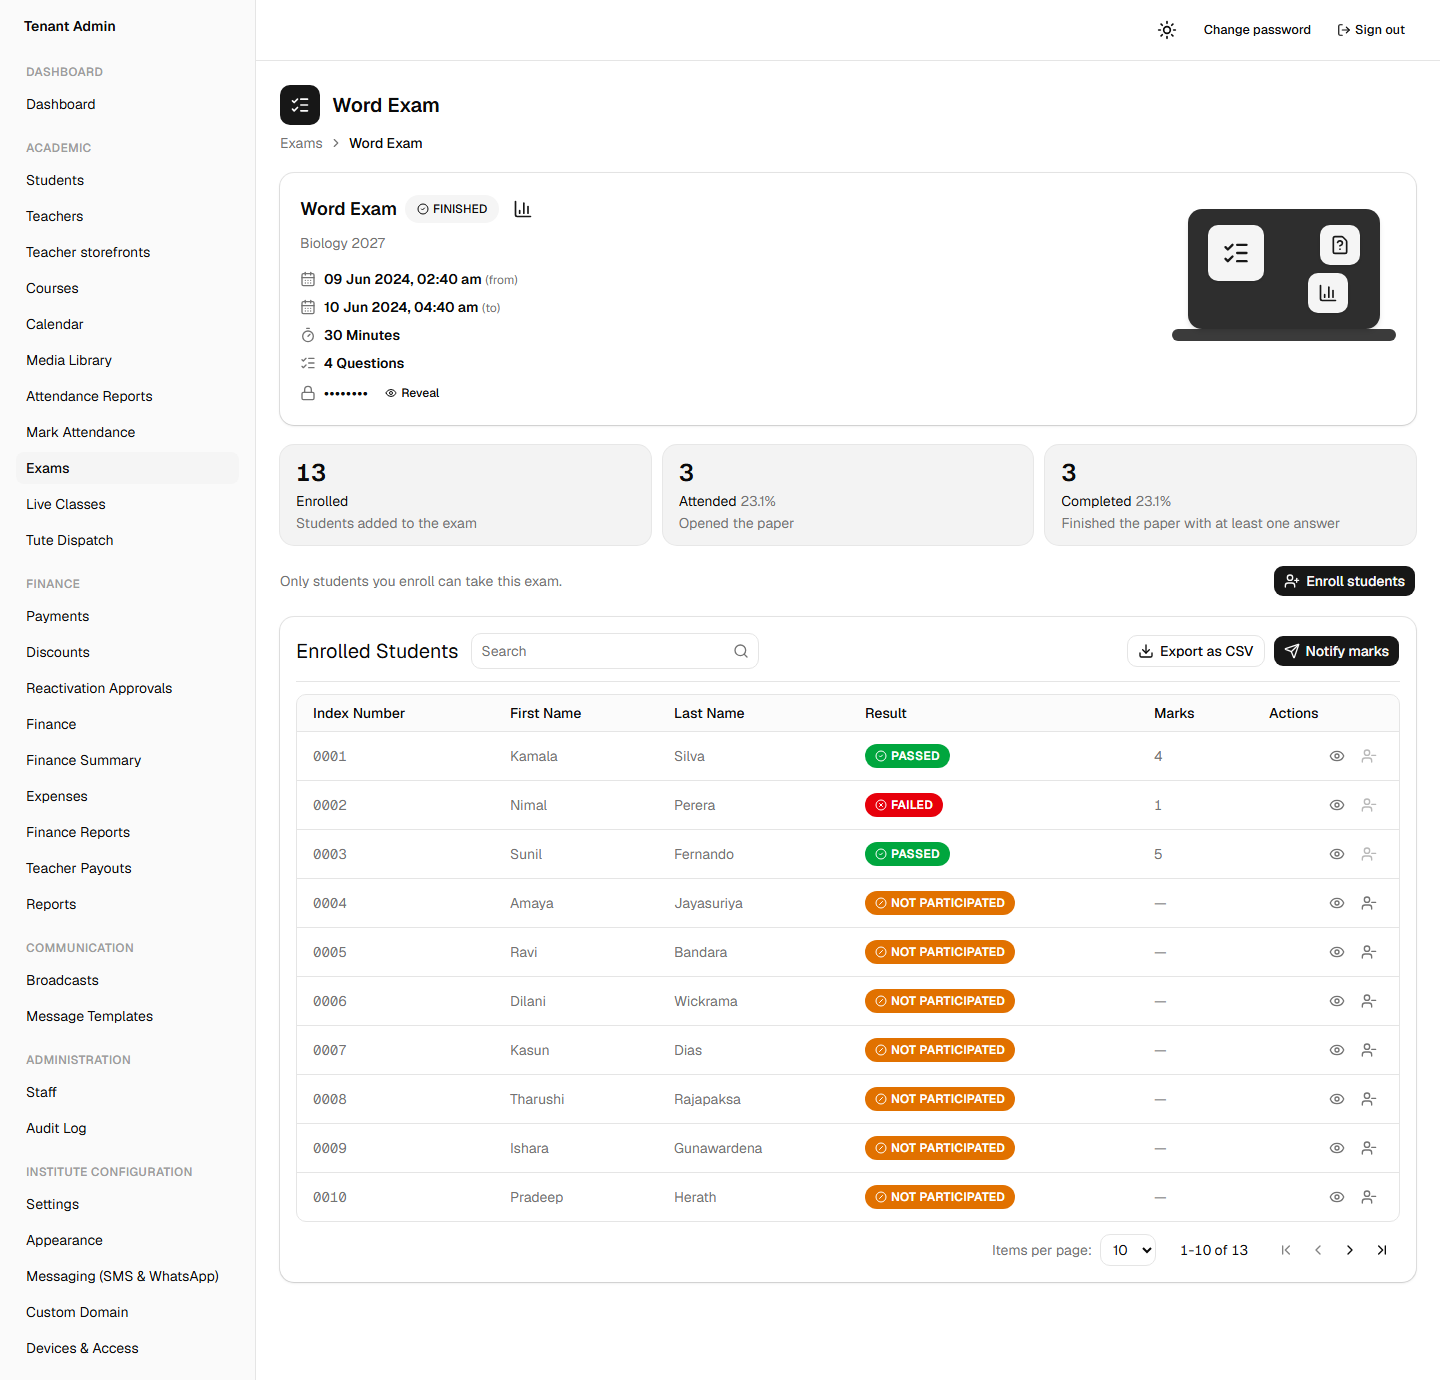 Tenant Admin
Change password
Sign out
DASHBOARD
Dashboard
ACADEMIC
Students
Teachers
Teacher storefronts
Courses
Calendar
Media Library
Attendance Reports
Mark Attendance
Exams
Live Classes
Tute Dispatch
FINANCE
Payments
Discounts
Reactivation Approvals
Finance
Finance Summary
Expenses
Finance Reports
Teacher Payouts
Reports
COMMUNICATION
Broadcasts
Message Templates
ADMINISTRATION
Staff
Audit Log
INSTITUTE CONFIGURATION
Settings
Appearance
Messaging (SMS & WhatsApp)
Custom Domain
Devices & Access
Word Exam
Exams > Word Exam
Word Exam FINISHED
Biology 2027
09 Jun 2024, 02:40 am (from)
10 Jun 2024, 04:40 am (to)
30 Minutes
4 Questions
•••••••• Reveal
13
Enrolled
Students added to the exam
3
Attended 23.1%
Opened the paper
3
Completed 23.1%
Finished the paper with at least one answer
Only students you enroll can take this exam.
Enroll students
Enrolled Students Search Export as CSV Notify marks
Index Number First Name Last Name Result Marks Actions
0001 Kamala Silva PASSED 4
0002 Nimal Perera FAILED 1
0003 Sunil Fernando PASSED 5
0004 Amaya Jayasuriya NOT PARTICIPATED —
0005 Ravi Bandara NOT PARTICIPATED —
0006 Dilani Wickrama NOT PARTICIPATED —
0007 Kasun Dias NOT PARTICIPATED —
0008 Tharushi Rajapaksa NOT PARTICIPATED —
0009 Ishara Gunawardena NOT PARTICIPATED —
0010 Pradeep Herath NOT PARTICIPATED —
Items per page: 10 1-10 of 13